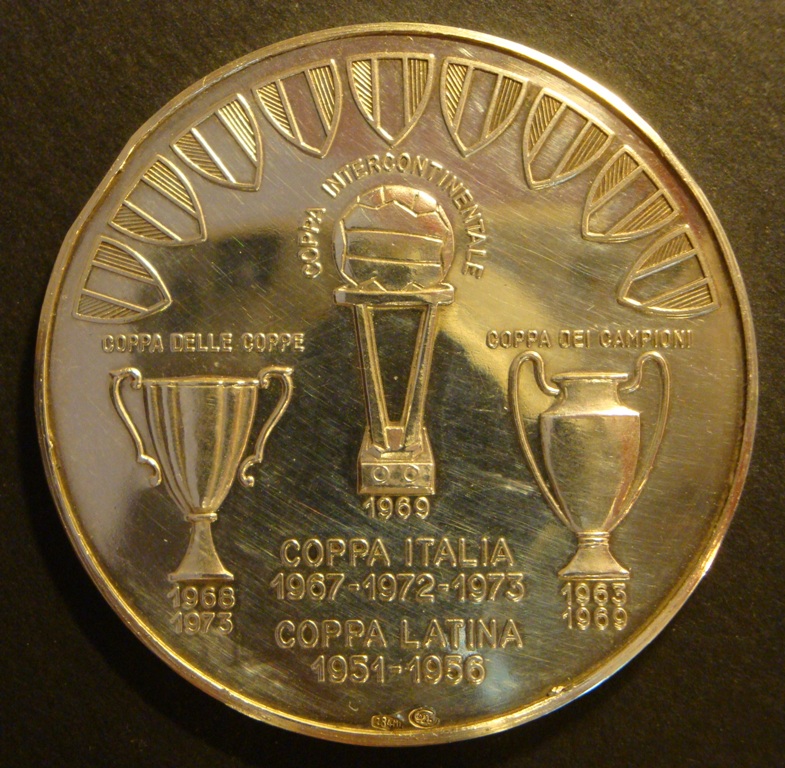 COPPA INTERCONTINENTALE
COPPA DELLE COPPE
COPPA DEI CAMPIONI
1969
1968
1973
COPPA ITALIA
1967-1972-1973
COPPA LATINA
1951-1956
1963
1969